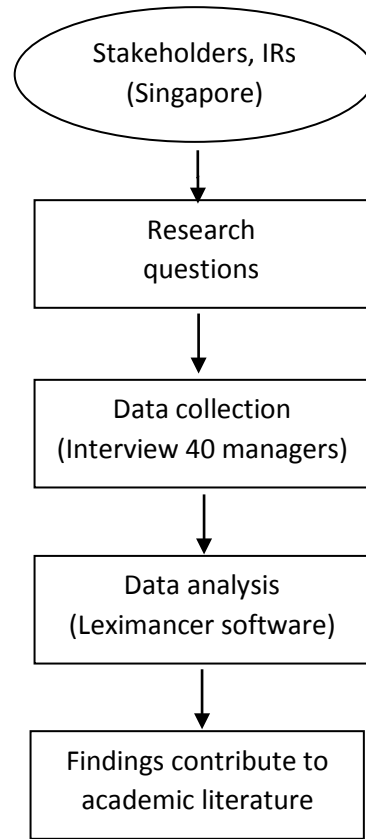 Stakeholders, IRs
(Singapore)
Research
questions
Data collection
(Interview 40 managers)
Data analysis
(Leximancer software)
Findings contribute to
academic literature